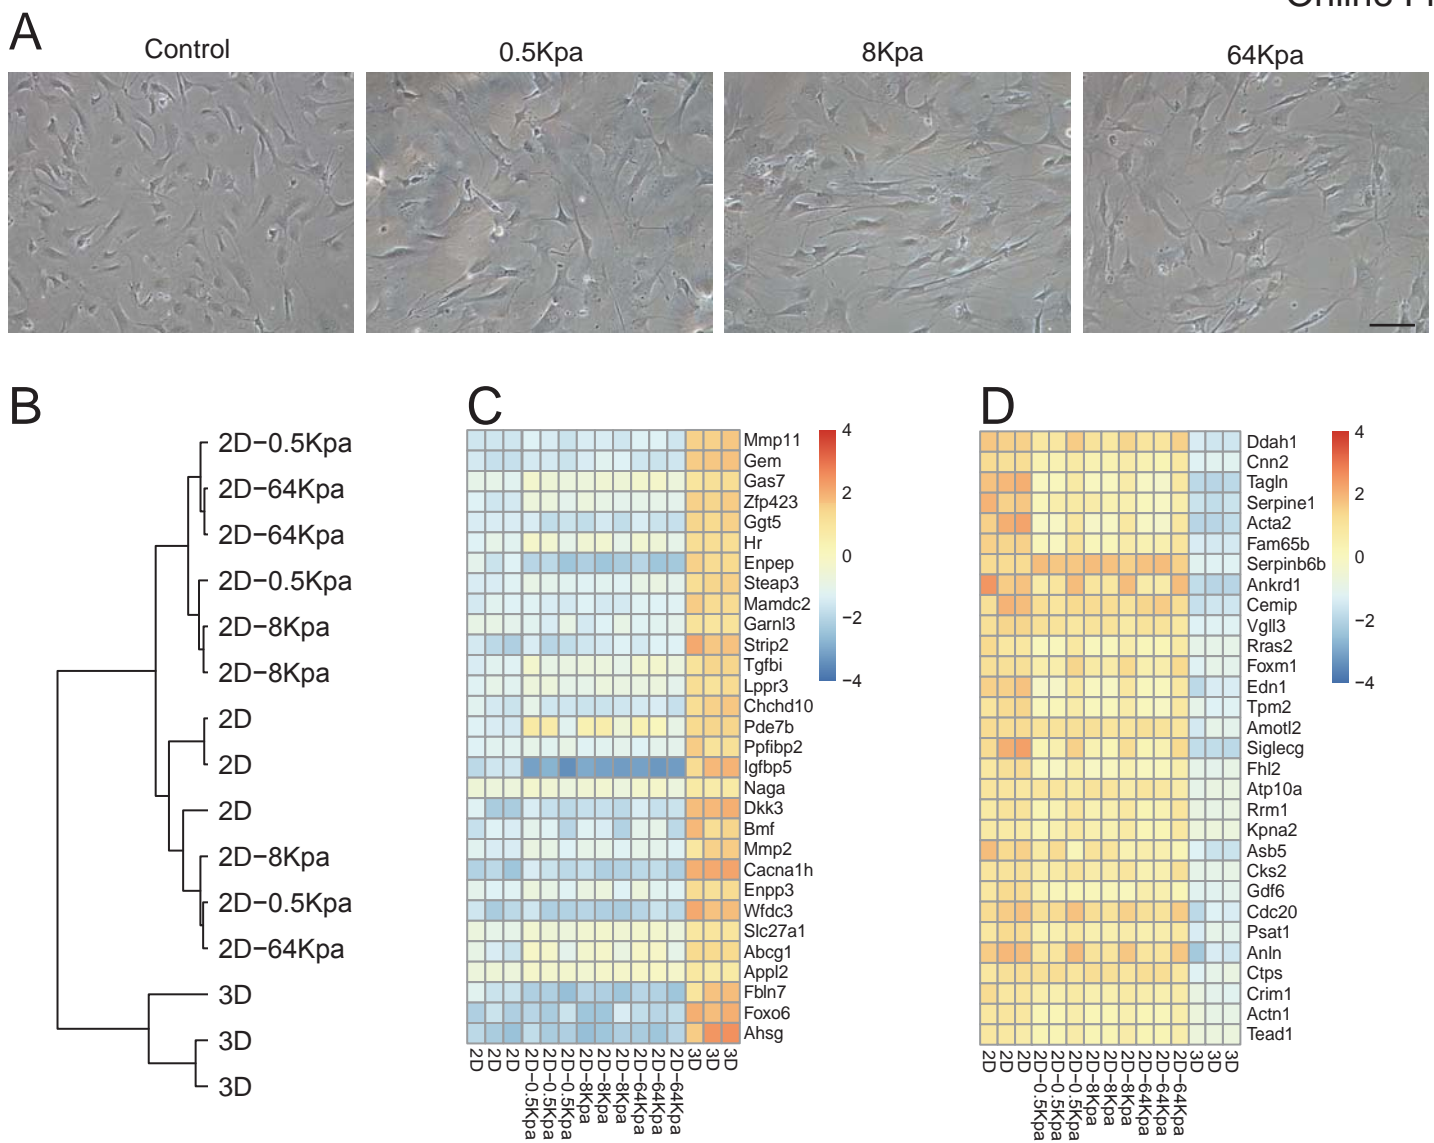 A
Control
0.5Kpa
8Kpa
64Kpa
B
2D−0.5Kpa
2D−64Kpa
2D−64Kpa
2D−0.5Kpa
2D−8Kpa
2D−8Kpa
2D
2D
2D
2D−8Kpa
2D−0.5Kpa
2D−64Kpa
3D
3D
3D
C
Mmp11
Gem
Gas7
Zfp423
Ggt5
Hr
Enpep
Steap3
Mamdc2
Garnl3
Strip2
Tgfbi
Lppr3
Chchd10
Pde7b
Ppfibp2
Igfbp5
Naga
Dkk3
Bmf
Mmp2
Cacna1h
Enpp3
Wfdc3
Slc27a1
Abcg1
Appl2
Fbln7
Foxo6
Ahsg
4
2
0
−2
−4
2D
2D
2D
2D−0.5Kpa
2D−0.5Kpa
2D−0.5Kpa
2D−8Kpa
2D−8Kpa
2D−8Kpa
2D−64Kpa
2D−64Kpa
2D−64Kpa
3D
3D
3D
D
Ddah1
Cnn2
Tagln
Serpine1
Acta2
Fam65b
Serpinb6b
Ankrd1
Cemip
Vgll3
Rras2
Foxm1
Edn1
Tpm2
Amotl2
Siglecg
Fhl2
Atp10a
Rrm1
Kpna2
Asb5
Cks2
Gdf6
Cdc20
Psat1
Anln
Ctps
Crim1
Actn1
Tead1
4
2
0
−2
−4
2D
2D
2D
2D−0.5Kpa
2D−0.5Kpa
2D−0.5Kpa
2D−8Kpa
2D−8Kpa
2D−8Kpa
2D−64Kpa
2D−64Kpa
2D−64Kpa
3D
3D
3D